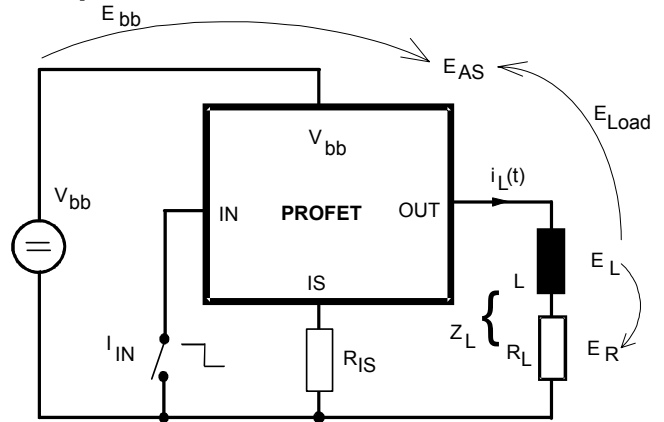 E bb
E AS
E Load
V bb
V bb
i L (t)
IN
PROFET
OUT
IS
L
E L
Z L
{
I IN
R IS
R L
E R